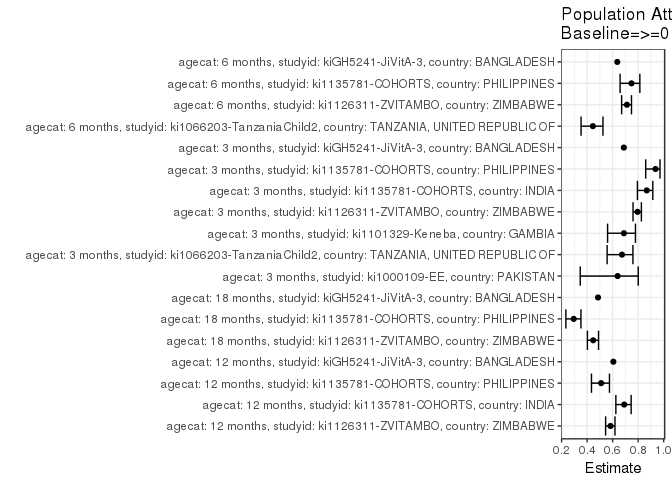 Population Att
Baseline=>=0
agecat: 6 months, studyid: kiGH5241-JiVitA-3, country: BANGLADESH
agecat: 6 months, studyid: ki1135781-COHORTS, country: PHILIPPINES
agecat: 6 months, studyid: ki1126311-ZVITAMBO, country: ZIMBABWE
agecat: 6 months, studyid: ki1066203-TanzaniaChild2, country: TANZANIA, UNITED REPUBLIC OF
agecat: 3 months, studyid: kiGH5241-JiVitA-3, country: BANGLADESH
agecat: 3 months, studyid: ki1135781-COHORTS, country: PHILIPPINES
agecat: 3 months, studyid: ki1135781-COHORTS, country: INDIA
agecat: 3 months, studyid: ki1126311-ZVITAMBO, country: ZIMBABWE
agecat: 3 months, studyid: ki1101329-Keneba, country: GAMBIA
agecat: 3 months, studyid: ki1066203-TanzaniaChild2, country: TANZANIA, UNITED REPUBLIC OF
agecat: 3 months, studyid: ki1000109-EE, country: PAKISTAN
agecat: 18 months, studyid: kiGH5241-JiVitA-3, country: BANGLADESH
agecat: 18 months, studyid: ki1135781-COHORTS, country: PHILIPPINES
agecat: 18 months, studyid: ki1126311-ZVITAMBO, country: ZIMBABWE
agecat: 12 months, studyid: kiGH5241-JiVitA-3, country: BANGLADESH
agecat: 12 months, studyid: ki1135781-COHORTS, country: PHILIPPINES
agecat: 12 months, studyid: ki1135781-COHORTS, country: INDIA
agecat: 12 months, studyid: ki1126311-ZVITAMBO, country: ZIMBABWE
0.2 0.4 0.6 0.8 1.0
Estimate